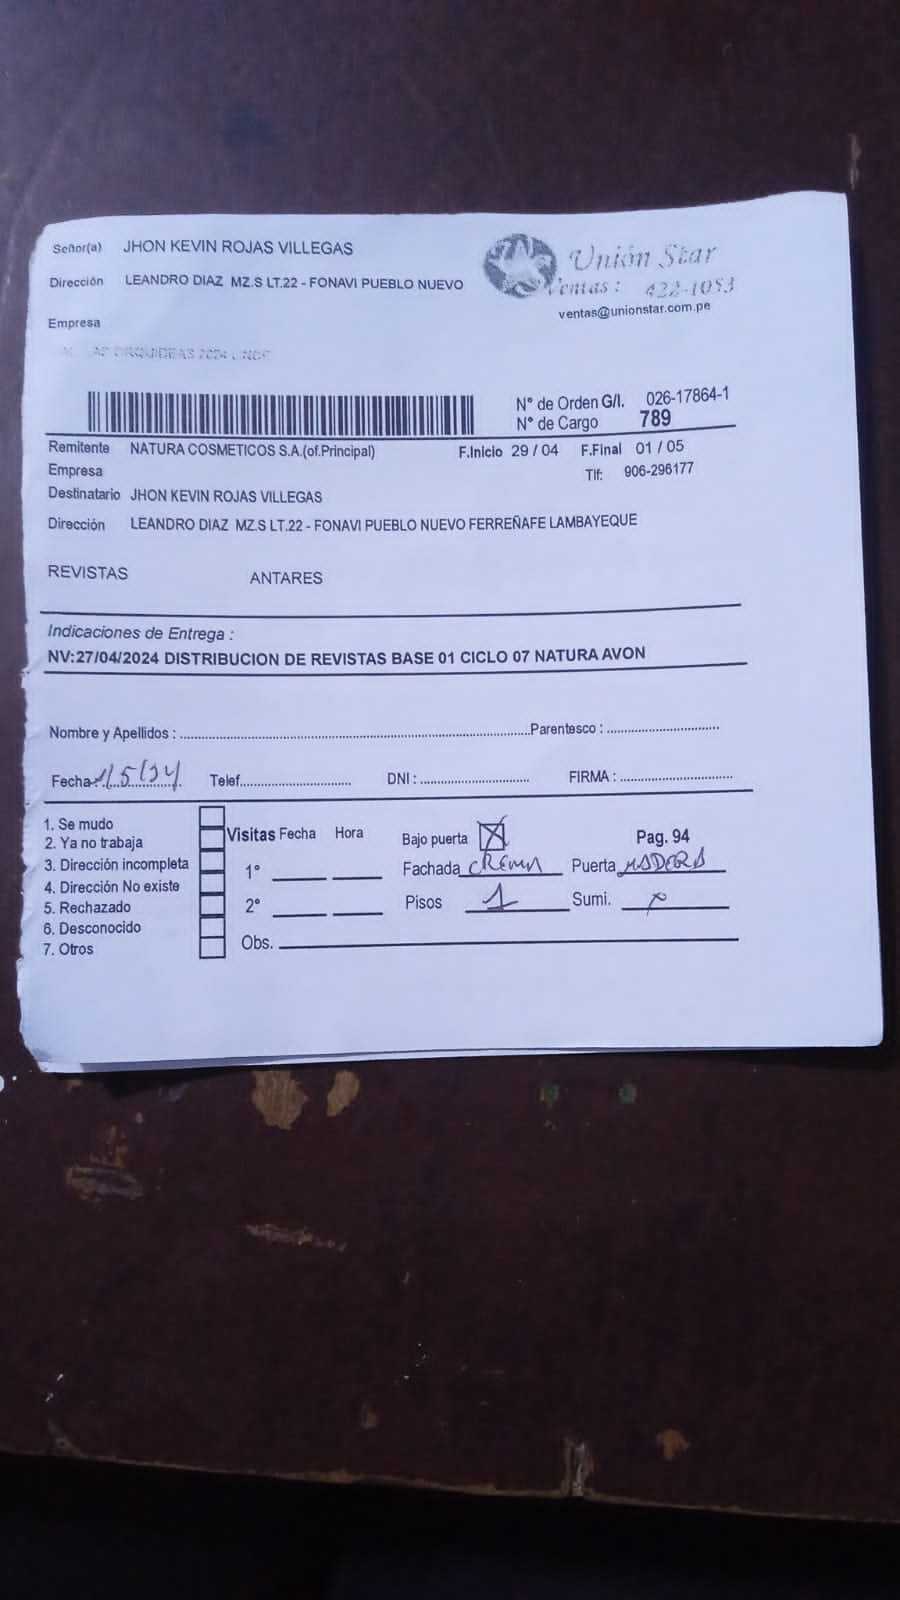 Señor(a) JHON KEVIN ROJAS VILLEGAS
Dirección LEANDRO DIAZ MZ.S LT.22 - FONAVI PUEBLO NUEVO
Empresa
Unión Star
Ventas: 422-1053
ventas@unionstar.com.pe
ORQUIDEAS 2024
N° de Orden G/I. 026-17864-1
N° de Cargo 789
Remitente NATURA COSMETICOS S.A.(of.Principal) F.Inicio 29 / 04 F.Final 01 / 05
Empresa Tlf: 906-296177
Destinatario JHON KEVIN ROJAS VILLEGAS
Dirección LEANDRO DIAZ MZ.S LT.22 - FONAVI PUEBLO NUEVO FERREÑAFE LAMBAYEQUE
REVISTAS ANTARES
Indicaciones de Entrega :
NV:27/04/2024 DISTRIBUCION DE REVISTAS BASE 01 CICLO 07 NATURA AVON
Nombre y Apellidos : Parentesco :
Fecha 1/5/24 Telef. DNI : FIRMA :
1. Se mudo
2. Ya no trabaja
3. Dirección incompleta
4. Dirección No existe
5. Rechazado
6. Desconocido
7. Otros
Visitas Fecha Hora
1°
2°
Obs.
Bajo puerta X Pag. 94
Fachada CREMA Puerta MADERA
Pisos 1 Sumi.